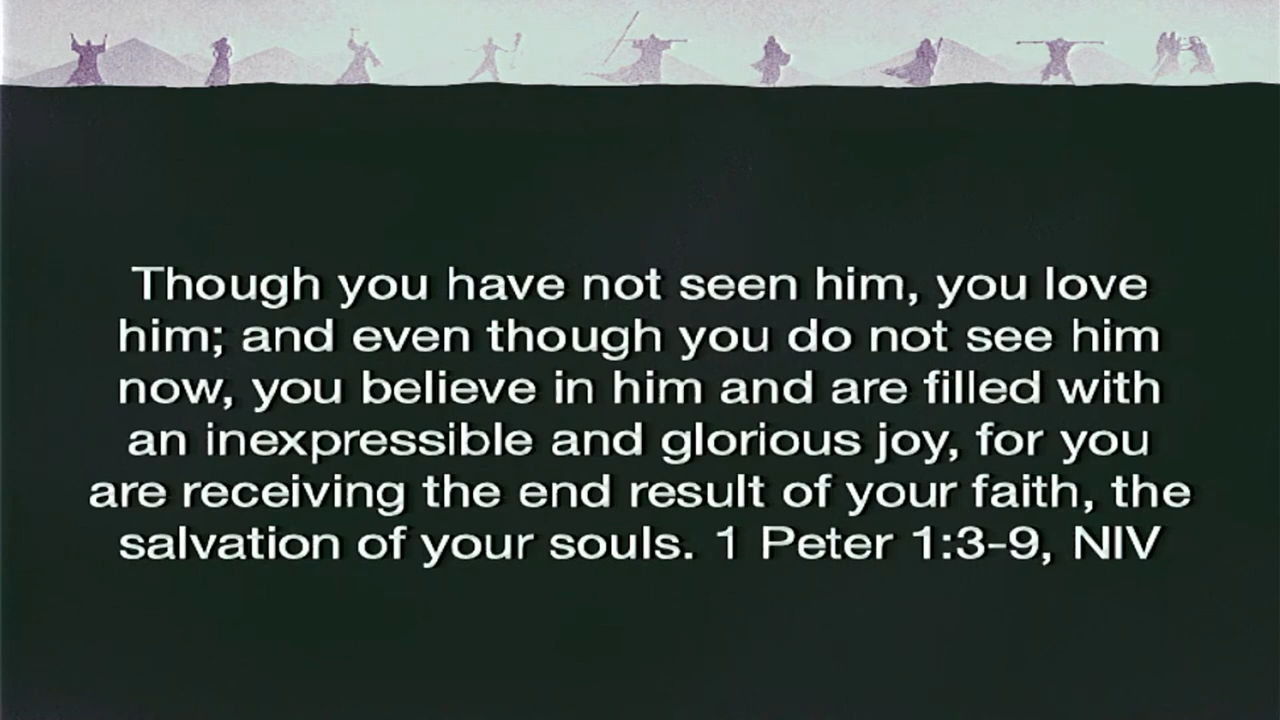 Though you have not seen him, you love
him; and even though you do not see him
now, you believe in him and are filled with
an inexpressible and glorious joy, for you
are receiving the end result of your faith, the
salvation of your souls. 1 Peter 1:3-9, NIV